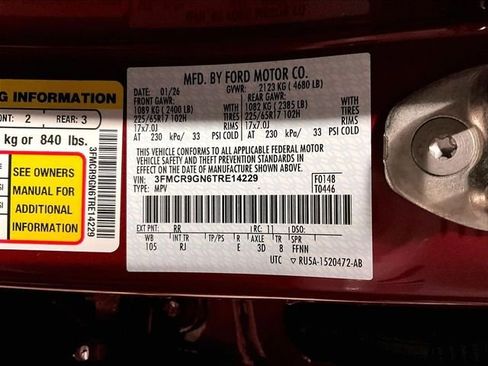 G INFORMATION
ONT: 2 REAR: 3
kg or 840 lbs.
SEE OWNERS
MANUAL FOR
ADDITIONAL
INFORMATION
3FMCR9GN6TRE14229
MFD. BY FORD MOTOR CO.
DATE: 01/26 GVWR: 2123 KG ( 4680 LB)
FRONT GAWR: REAR GAWR:
1089 KG ( 2400 LB) 1082 KG ( 2385 LB)
225/65R17 102H 225/65R17 102H
17x7.0J RIMS 17x7.0J
AT 230 kPa/ 33 PSI COLD AT 230 kPa/ 33 PSI COLD
THIS VEHICLE CONFORMS TO ALL APPLICABLE FEDERAL MOTOR
VEHICLE SAFETY AND THEFT PREVENTION STANDARDS IN
EFFECT ON THE DATE OF MANUFACTURE SHOWN ABOVE.
VIN: 3FMCR9GN6TRE14229 F0148
TYPE: MPV T0446
EXT PNT: RR RC: 11 DSO:
WB INT TR TP/PS R AXLE TR SPR
105 RJ E 3D 8 FFNN
UTC RU5A-1520472-AB